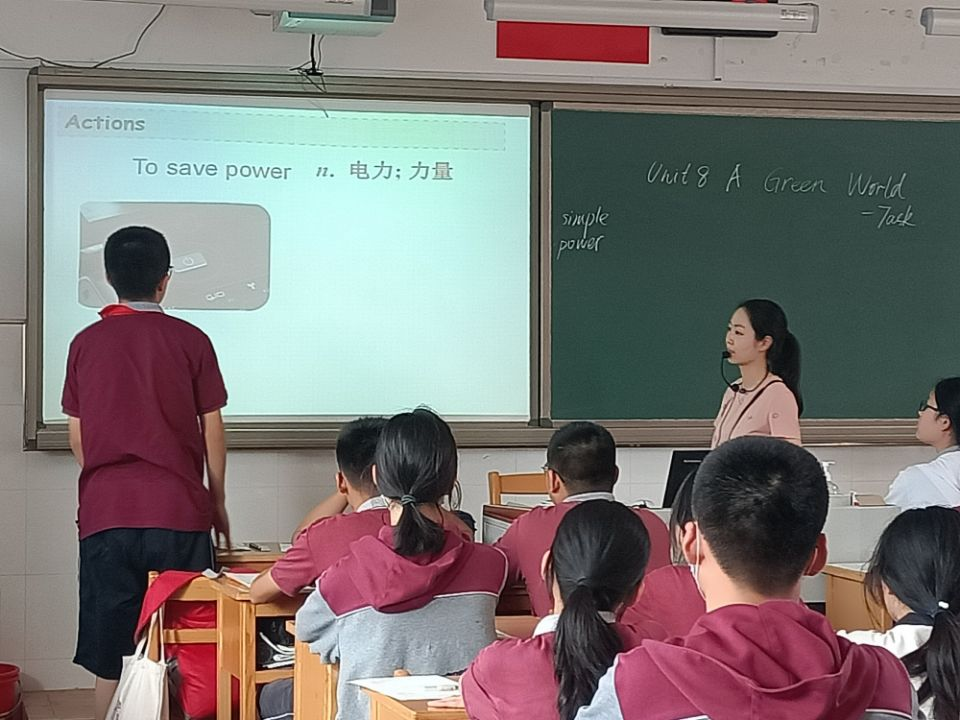 Actions
To save power n. 电力; 力量
Unit 8 A Green World
- Task
simple
power